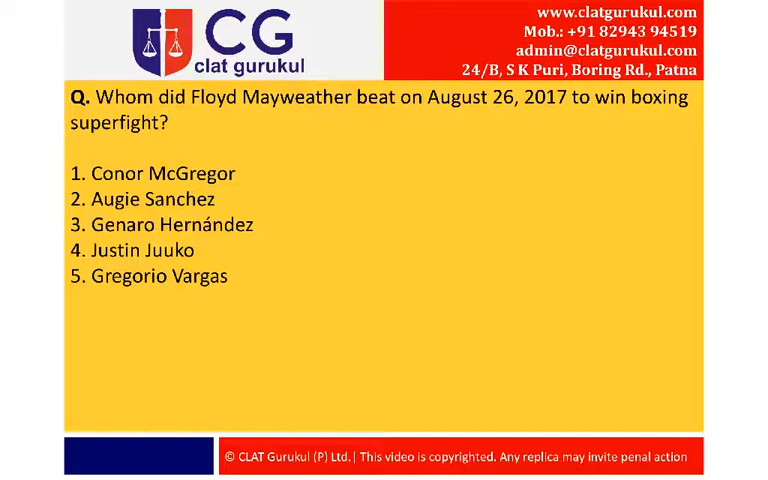 CG
clat gurukul
www.clatgurukul.com
Mob.: +91 82943 94519
admin@clatgurukul.com
24/B, S K Puri, Boring Rd., Patna
Q. Whom did Floyd Mayweather beat on August 26, 2017 to win boxing
superfight?
1. Conor McGregor
2. Augie Sanchez
3. Genaro Hernández
4. Justin Juuko
5. Gregorio Vargas
© CLAT Gurukul (P) Ltd.| This video is copyrighted. Any replica may invite penal action